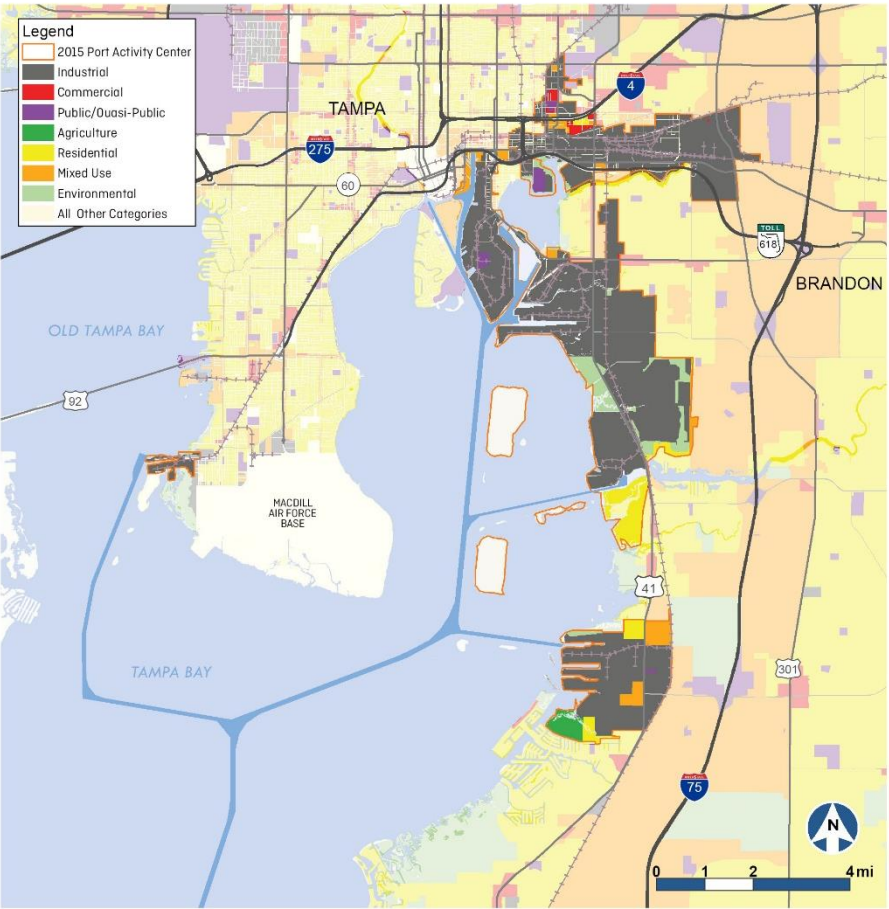 Legend
2015 Port Activity Center
Industrial
Commercial
Public/Quasi-Public
Agriculture
Residential
Mixed Use
Environmental
All Other Categories
TAMPA
4
275
60
TOLL
618
BRANDON
OLD TAMPA BAY
92
MACDILL
AIR FORCE
BASE
41
TAMPA BAY
301
75
N
0 1 2 4 mi